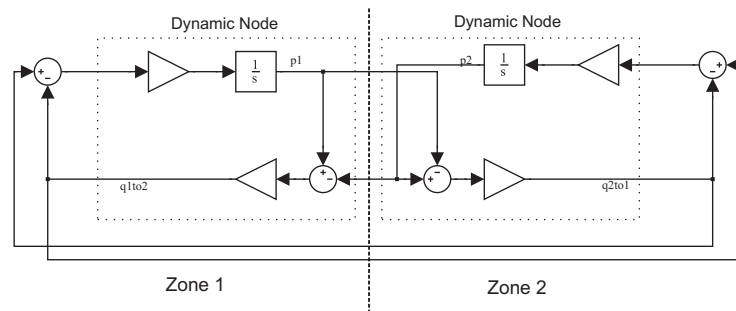 Dynamic Node
Dynamic Node
p1
p2
1
s
1
s
+
−
−
+
+
−
−
+
q1to2
q2to1
Zone 1
Zone 2